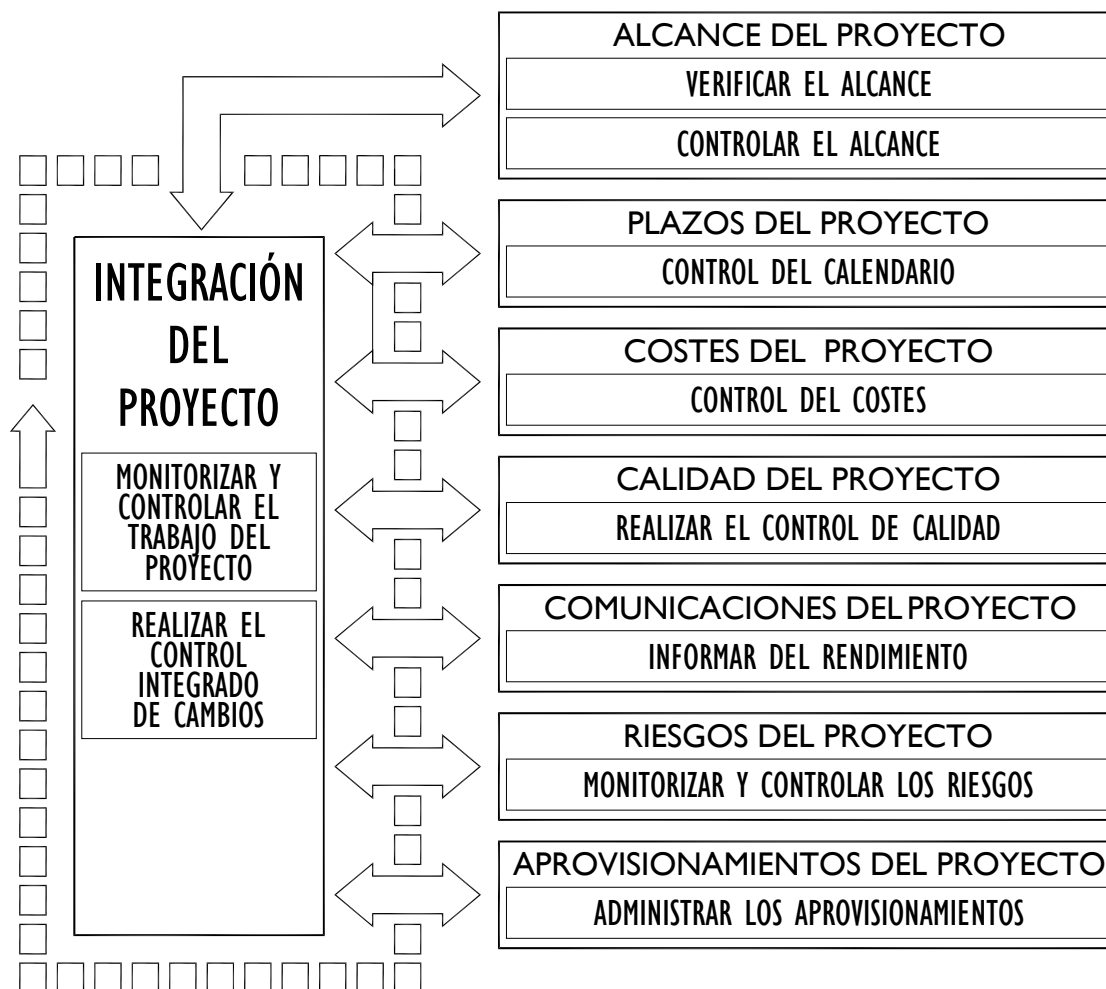 ALCANCE DEL PROYECTO
VERIFICAR EL ALCANCE
CONTROLAR EL ALCANCE
PLAZOS DEL PROYECTO
CONTROL DEL CALENDARIO
COSTES DEL PROYECTO
CONTROL DEL COSTES
CALIDAD DEL PROYECTO
REALIZAR EL CONTROL DE CALIDAD
COMUNICACIONES DEL PROYECTO
INFORMAR DEL RENDIMIENTO
RIESGOS DEL PROYECTO
MONITORIZAR Y CONTROLAR LOS RIESGOS
APROVISIONAMIENTOS DEL PROYECTO
ADMINISTRAR LOS APROVISIONAMIENTOS
INTEGRACIÓN
DEL
PROYECTO
MONITORIZAR Y
CONTROLAR EL
TRABAJO DEL
PROYECTO
REALIZAR EL
CONTROL
INTEGRADO
DE CAMBIOS